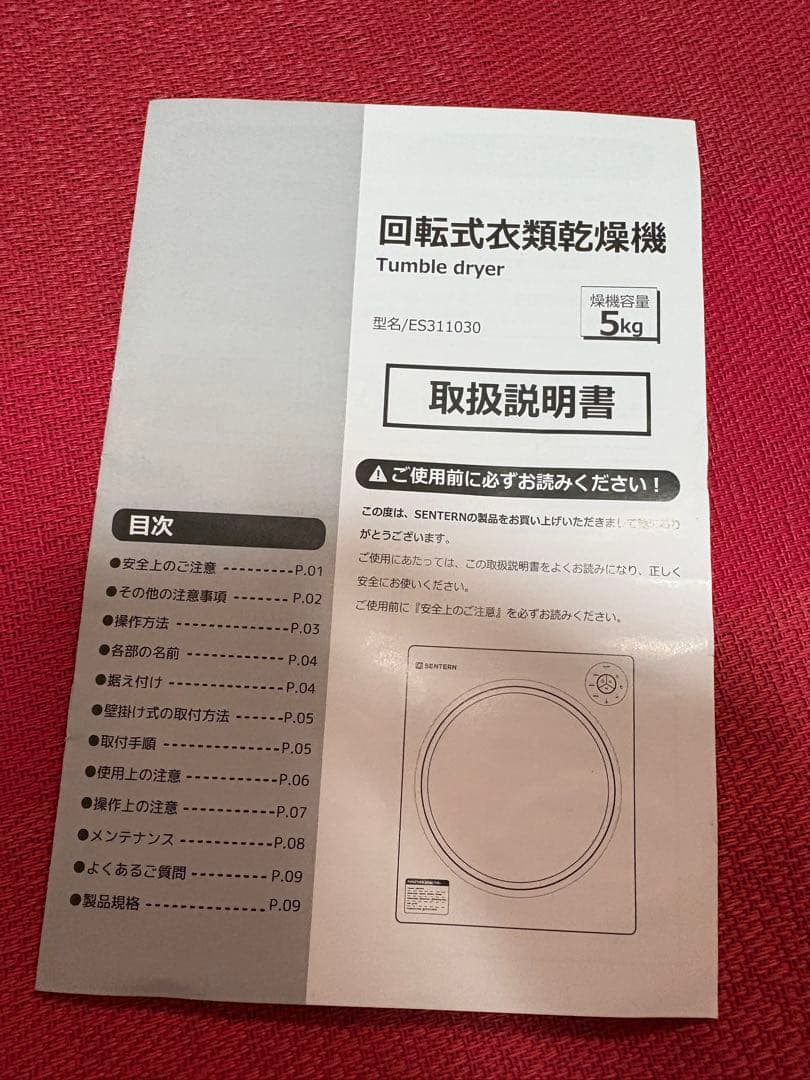 回転式衣類乾燥機
Tumble dryer
型名/ES311030
燥機容量
5kg
取扱説明書
ご使用前に必ずお読みください！
この度は、SENTERNの製品をお買い上げいただきまして誠にあり
がとうございます。
ご使用にあたっては、この取扱説明書をよくお読みになり、正しく
安全にお使いください。
ご使用前に『安全上のご注意』を必ずお読みください。
SENTERN
目次
●安全上のご注意 ---------P.01
●その他の注意事項 -------P.02
●操作方法 ---------------P.03
●各部の名前 -------------P.04
●据え付け ---------------P.04
●壁掛け式の取付方法 ------P.05
●取付手順 ---------------P.05
●使用上の注意 -----------P.06
●操作上の注意 -----------P.07
●メンテナンス -----------P.08
●よくあるご質問 ---------P.09
●製品規格 ---------------P.09